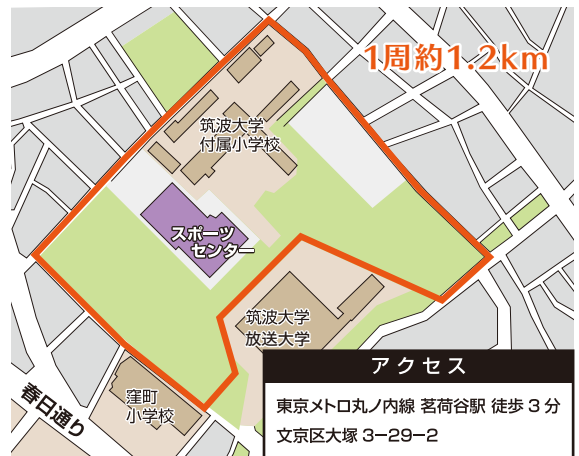 1周約1.2km
筑波大学
付属小学校
スポーツ
センター
筑波大学
放送大学
窪町
小学校
春日通り
アクセス
東京メトロ丸ノ内線 茗荷谷駅 徒歩3分
文京区大塚 3−29−2